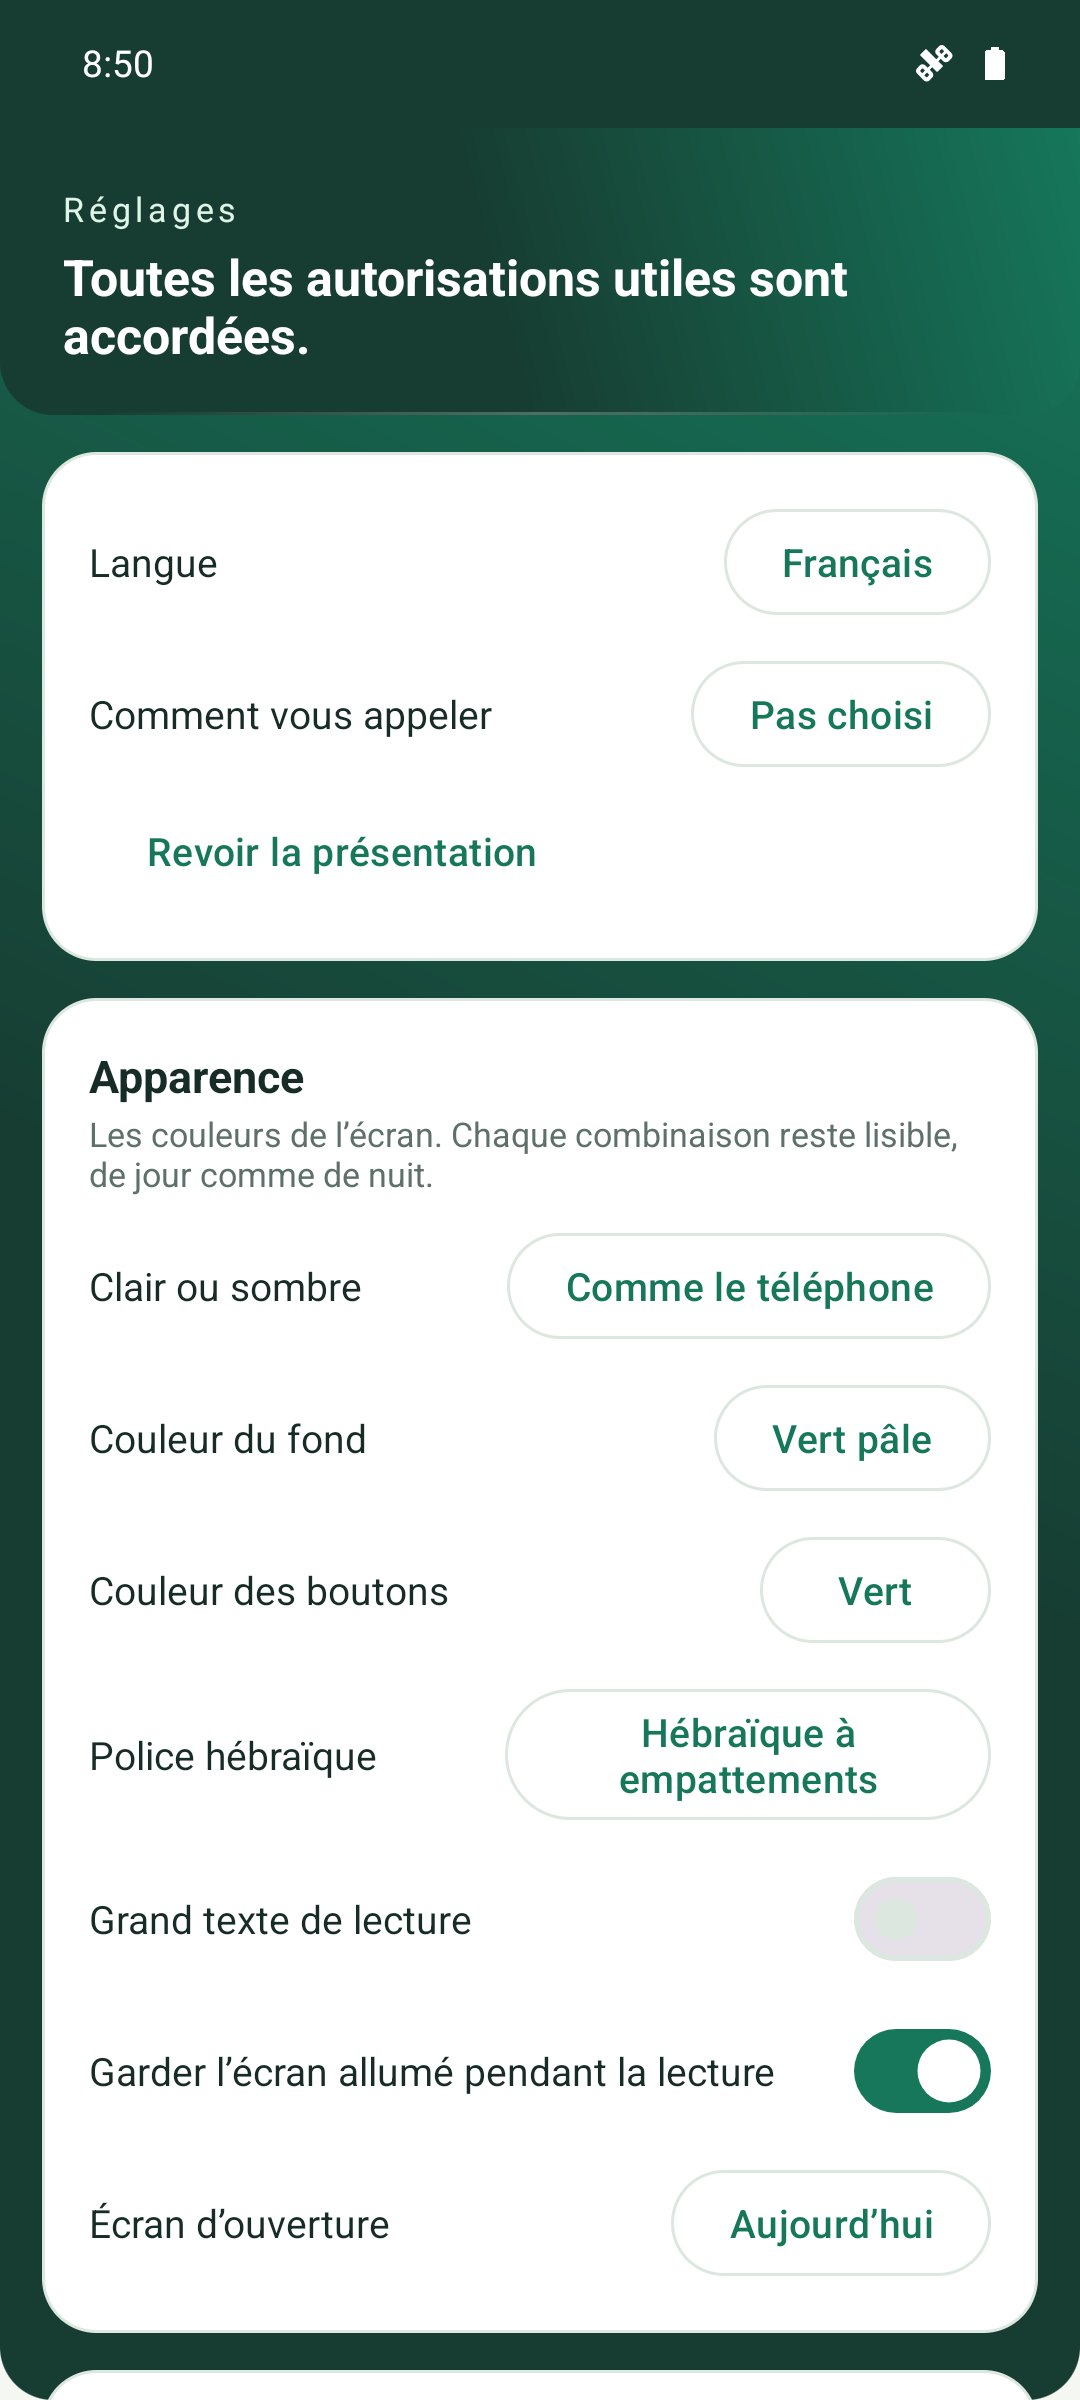 8:50
Réglages
Toutes les autorisations utiles sont
accordées.
Langue
Français
Comment vous appeler
Pas choisi
Revoir la présentation
Apparence
Les couleurs de l’écran. Chaque combinaison reste lisible,
de jour comme de nuit.
Clair ou sombre
Comme le téléphone
Couleur du fond
Vert pâle
Couleur des boutons
Vert
Police hébraïque
Hébraïque à
empattements
Grand texte de lecture
Garder l’écran allumé pendant la lecture
Écran d’ouverture
Aujourd’hui